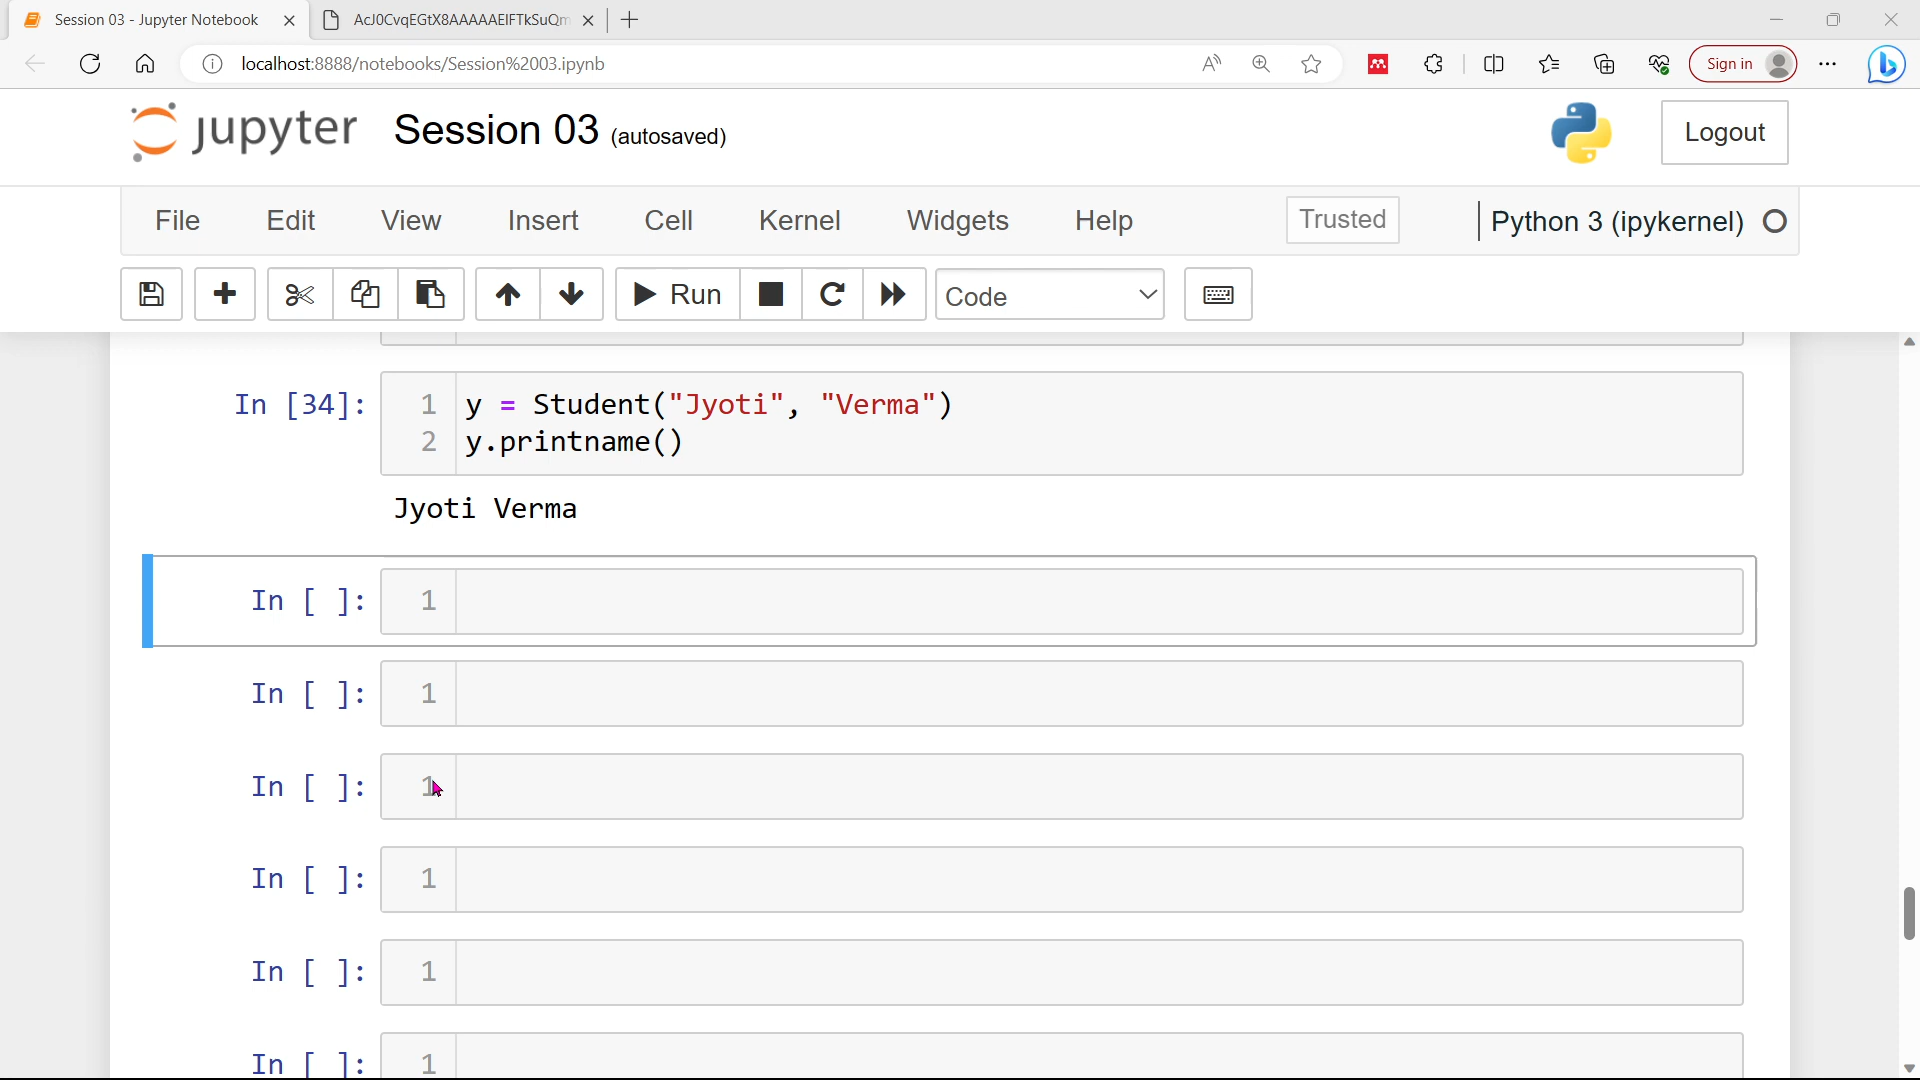 Session 03 - Jupyter Notebook
AcJ0CvqEGtX8AAAAAEIFTkSuQm
localhost:8888/notebooks/Session%2003.ipynb
Sign in
jupyter Session 03 (autosaved)
Logout
File Edit View Insert Cell Kernel Widgets Help Trusted Python 3 (ipykernel)
Run Code
In [34]: 1 y = Student("Jyoti", "Verma")
2 y.printname()
Jyoti Verma
In [ ]: 1
In [ ]: 1
In [ ]: 1
In [ ]: 1
In [ ]: 1
In [ ]: 1